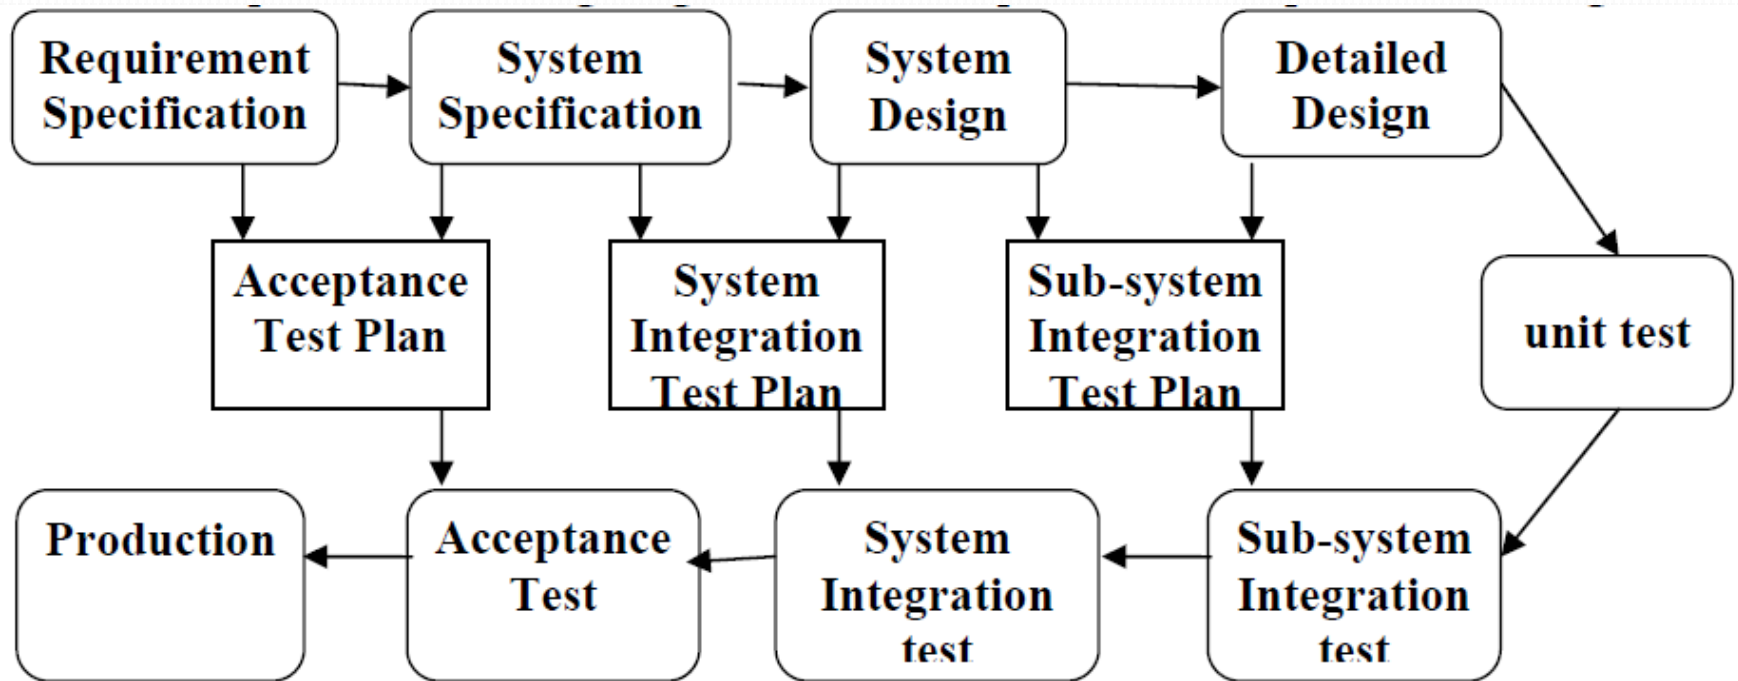 Requirement
Specification
System
Specification
System
Design
Detailed
Design
Acceptance
Test Plan
System
Integration
Test Plan
Sub-system
Integration
Test Plan
unit test
Production
Acceptance
Test
System
Integration
test
Sub-system
Integration
test